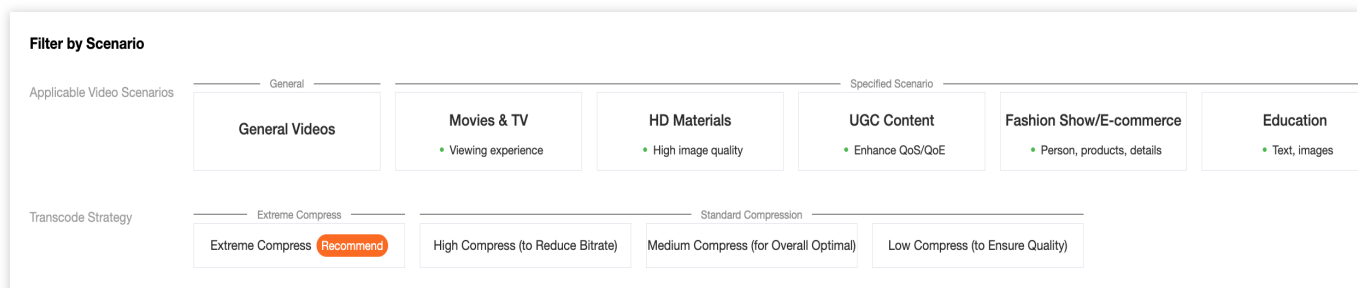 Filter by Scenario
Applicable Video Scenarios
General
Specified Scenario
General Videos
Movies & TV
• Viewing experience
HD Materials
• High image quality
UGC Content
• Enhance QoS/QoE
Fashion Show/E-commerce
• Person, products, details
Education
• Text, images
Transcode Strategy
Extreme Compress
Standard Compression
Extreme Compress Recommend
High Compress (to Reduce Bitrate)
Medium Compress (for Overall Optimal)
Low Compress (to Ensure Quality)